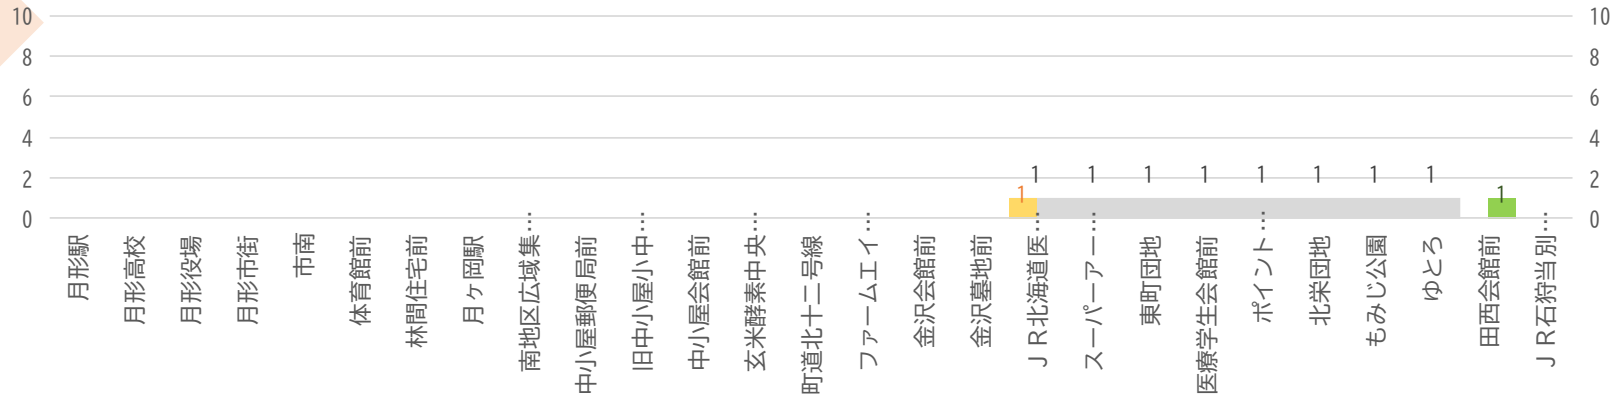 10
8
6
4
2
0
10
8
6
4
2
0
1 1 1 1 1 1 1 1
1
1
月形駅
月形高校
月形役場
月形市街
市南
体育館前
林間住宅前
月ヶ岡駅
南地区広域集…
中小屋郵便局前
旧中小屋小中…
中小屋会館前
玄米酵素中央…
町道北十二号線
ファームエイ…
金沢会館前
金沢墓地前
ＪＲ北海道医…
スーパーアー…
東町団地
医療学生会館前
ポイント…
北栄団地
もみじ公園
ゆとろ
田西会館前
ＪＲ石狩当別…